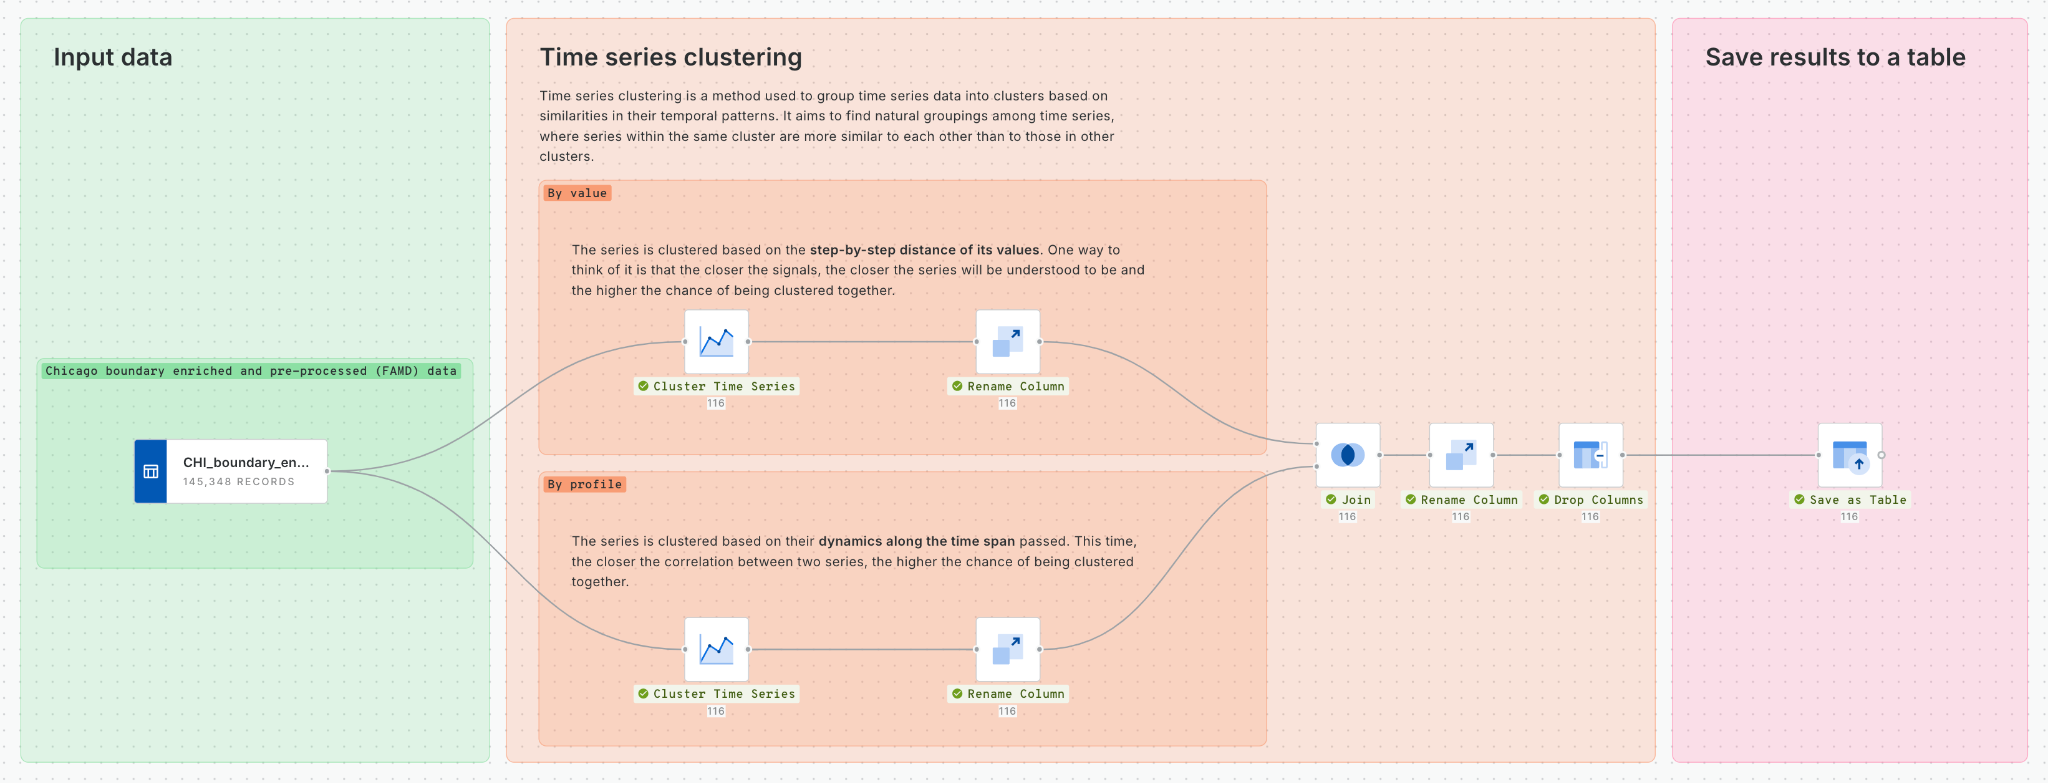 Input data
Chicago boundary enriched and pre-processed (FAMD) data
CHI_boundary_en...
145,348 RECORDS
Time series clustering
Time series clustering is a method used to group time series data into clusters based on
similarities in their temporal patterns. It aims to find natural groupings among time series,
where series within the same cluster are more similar to each other than to those in other
clusters.
By value
The series is clustered based on the step-by-step distance of its values. One way to
think of it is that the closer the signals, the closer the series will be understood to be and
the higher the chance of being clustered together.
Cluster Time Series
116
Rename Column
116
By profile
The series is clustered based on their dynamics along the time span passed. This time,
the closer the correlation between two series, the higher the chance of being clustered
together.
Cluster Time Series
116
Rename Column
116
Join
116
Rename Column
116
Drop Columns
116
Save results to a table
Save as Table
116